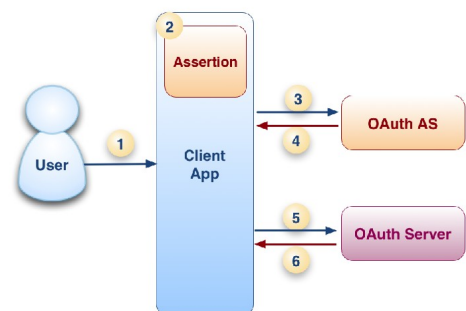 2
Assertion
3
OAuth AS
4
1
User
Client
App
5
OAuth Server
6